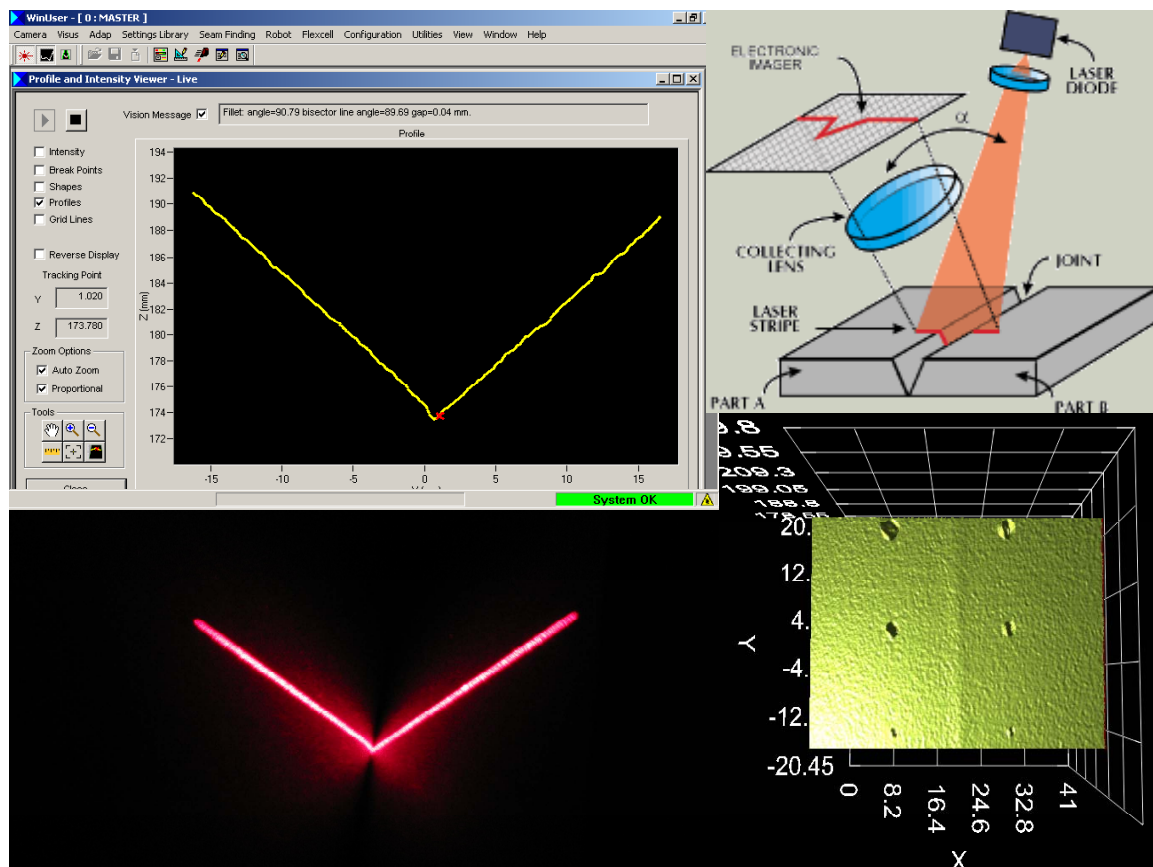 WinUser - [ 0 : MASTER ]
Camera Visus Adap Settings Library Seam Finding Robot Flexcell Configuration Utilities View Window Help
Profile and Intensity Viewer - Live
Vision Message Fillet: angle=90.79 bisector line angle=89.69 gap=0.04 mm.
Profile
Intensity
Break Points
Shapes
Profiles
Grid Lines
Reverse Display
Tracking Point
Y 1.020
Z 173.780
Zoom Options
Auto Zoom
Proportional
Tools
Z (mm)
194
192
190
188
186
184
182
180
178
176
174
172
-15 -10 -5 0 5 10 15
System OK
ELECTRONIC
IMAGER
LASER
DIODE
α
COLLECTING
LENS
JOINT
LASER
STRIPE
PART A
PART B
9.8
9.55
209.3
199.05
188.8
178.55
20.
12.
4.
-4.
-12.
-20.45
Y
0 8.2 16.4 24.6 32.8 41
X